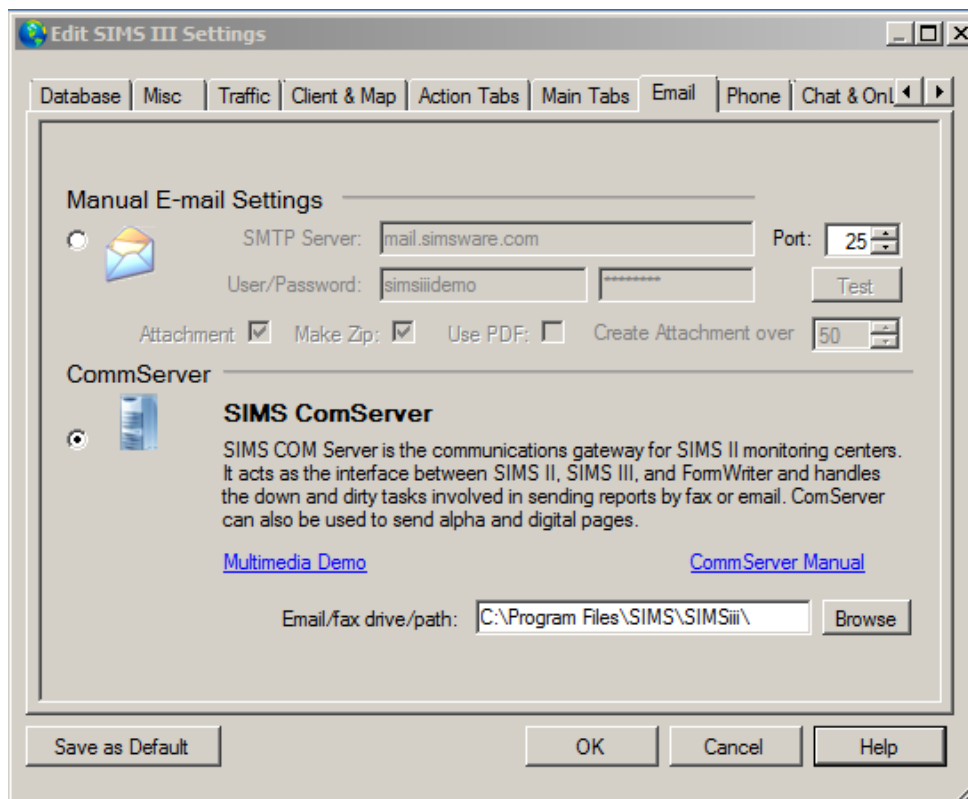 Edit SIMS III Settings
Database Misc Traffic Client & Map Action Tabs Main Tabs Email Phone Chat & OnL
Manual E-mail Settings
SMTP Server: mail.simsware.com Port: 25
User/Password: simsiiidemo ******** Test
Attachment Make Zip: Use PDF: Create Attachment over 50
CommServer
SIMS ComServer
SIMS COM Server is the communications gateway for SIMS II monitoring centers.
It acts as the interface between SIMS II, SIMS III, and FormWriter and handles
the down and dirty tasks involved in sending reports by fax or email. ComServer
can also be used to send alpha and digital pages.
Multimedia Demo CommServer Manual
Email/fax drive/path: C:\Program Files\SIMS\SIMSiii\ Browse
Save as Default OK Cancel Help